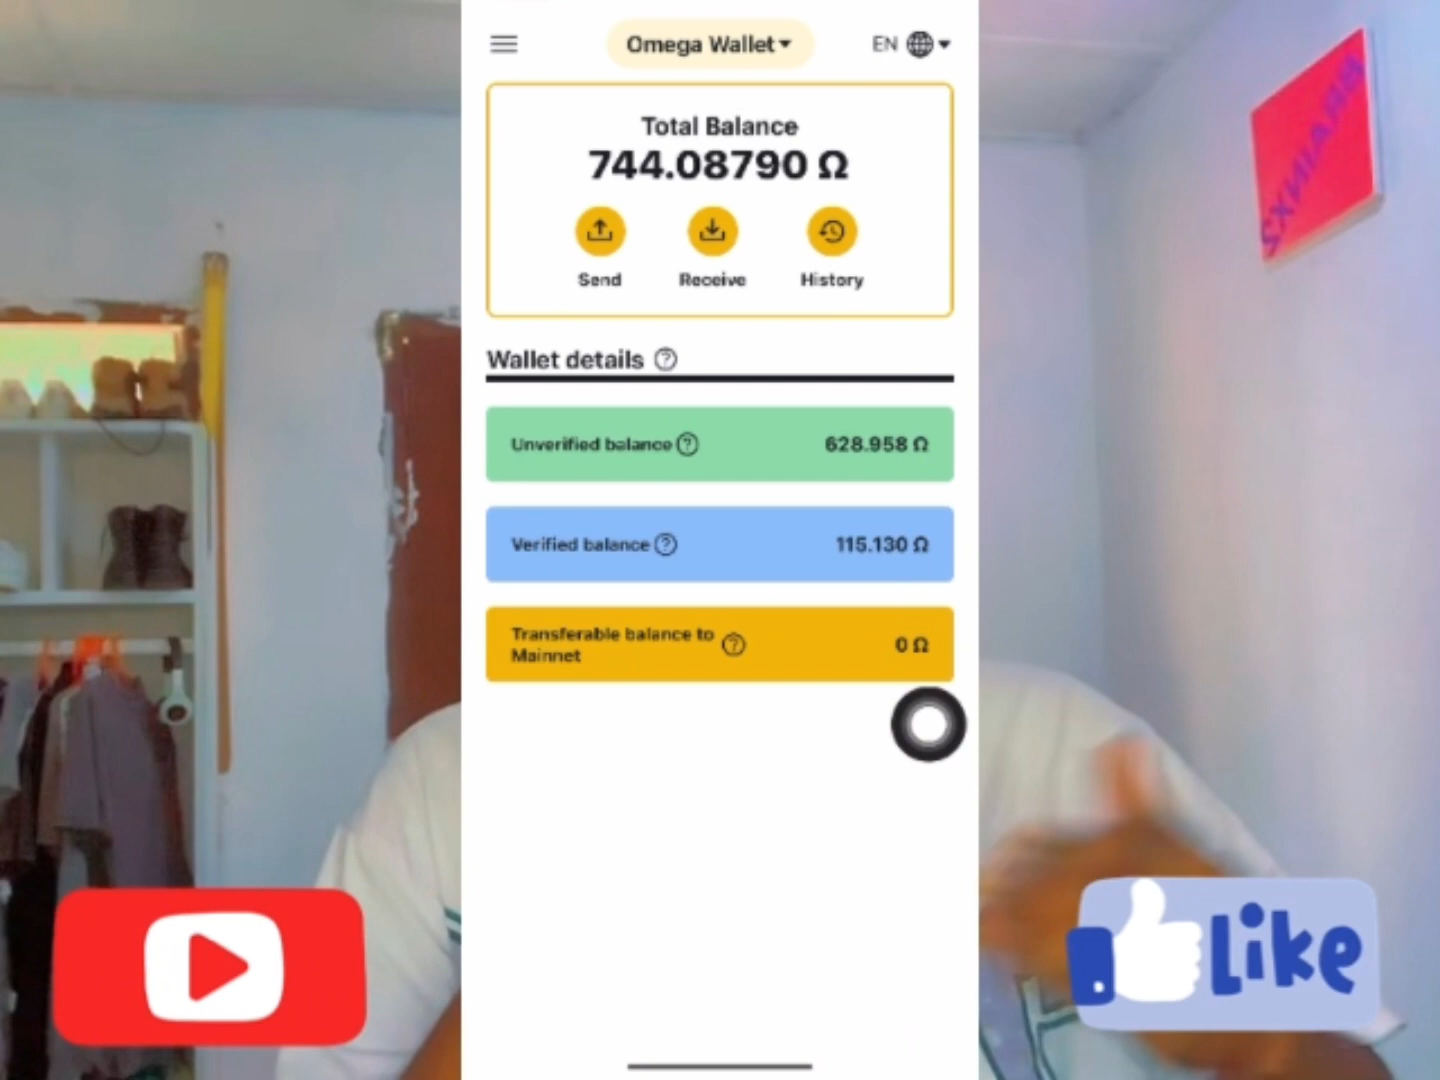 Omega Wallet
EN
Total Balance
744.08790 Ω
Send
Receive
History
Wallet details
Unverified balance
628.958 Ω
Verified balance
115.130 Ω
Transferable balance to
Mainnet
0 Ω
BRAINX2
Like